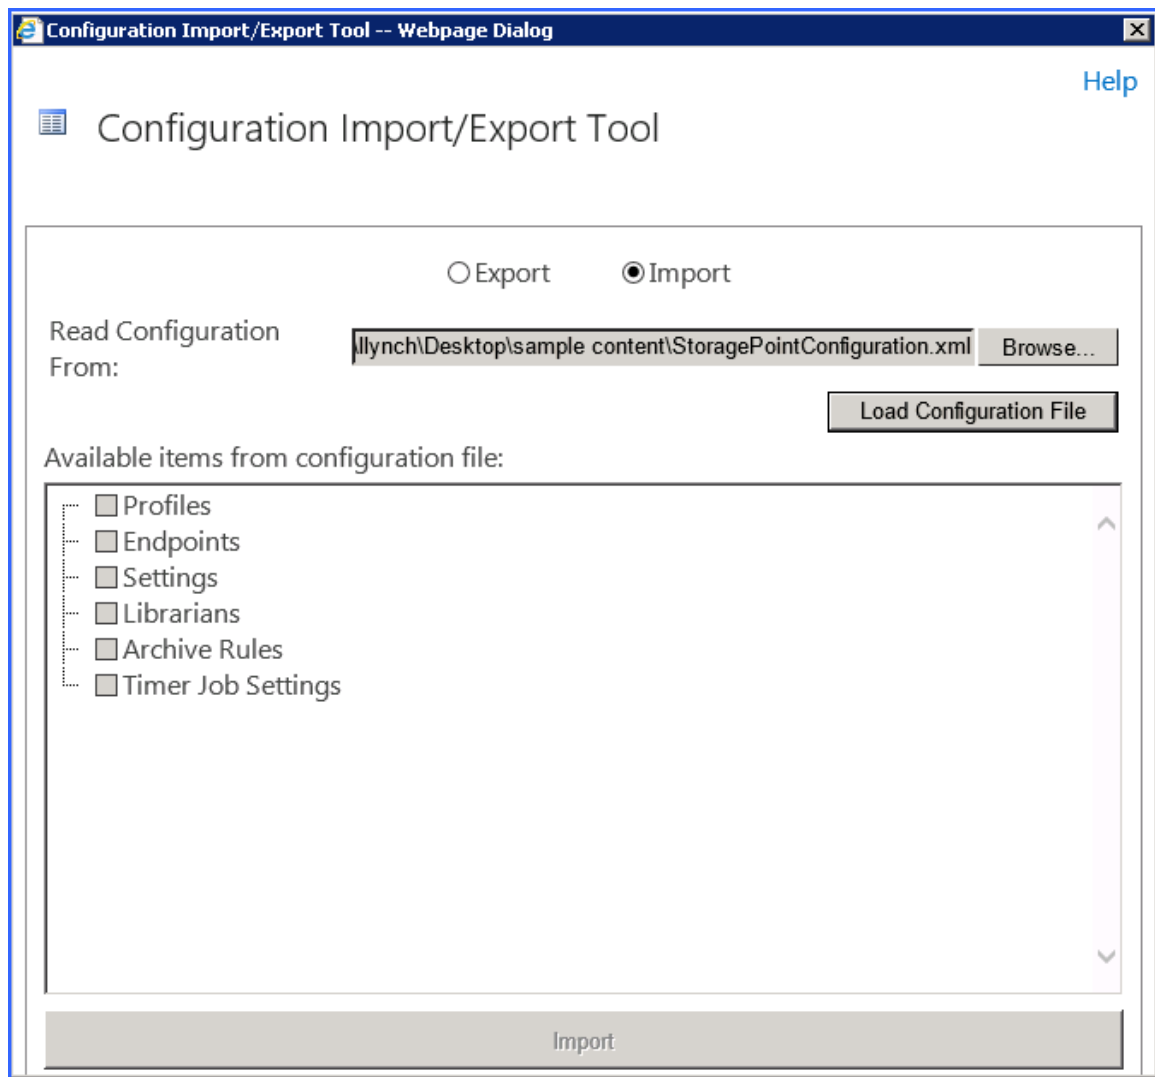 Configuration Import/Export Tool -- Webpage Dialog
Help
Configuration Import/Export Tool
Export Import
Read Configuration
From:
\llynch\Desktop\sample content\StoragePointConfiguration.xml Browse...
Load Configuration File
Available items from configuration file:
Profiles
Endpoints
Settings
Librarians
Archive Rules
Timer Job Settings
Import